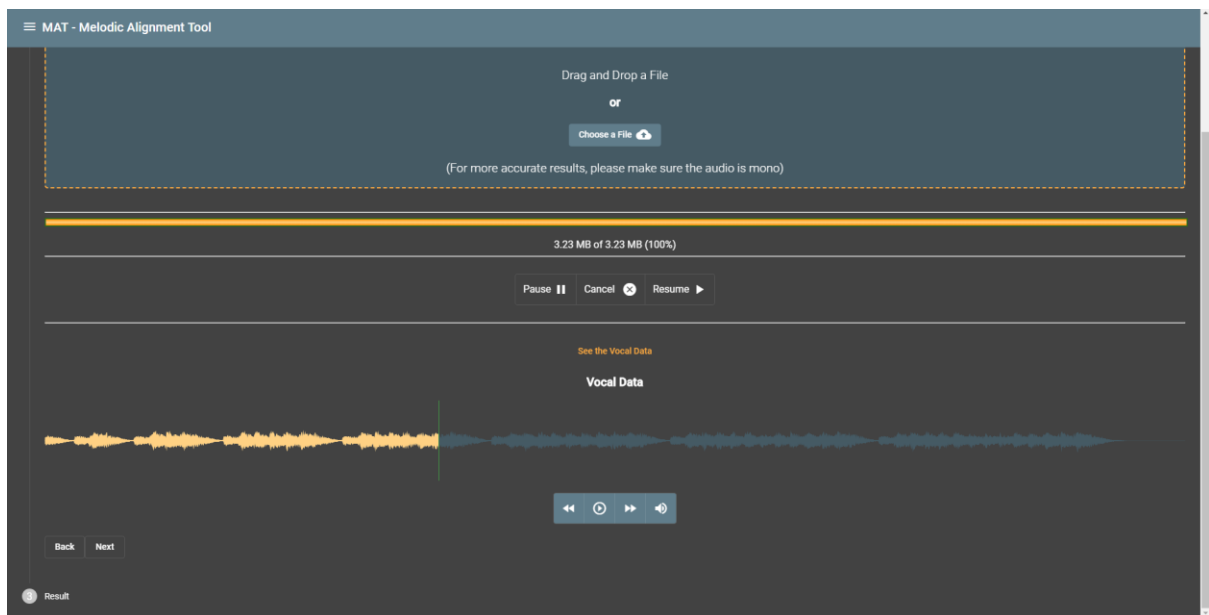 MAT - Melodic Alignment Tool
Drag and Drop a File
or
Choose a File
(For more accurate results, please make sure the audio is mono)
3.23 MB of 3.23 MB (100%)
Pause Cancel Resume
See the Vocal Data
Vocal Data
Back Next
3 Result